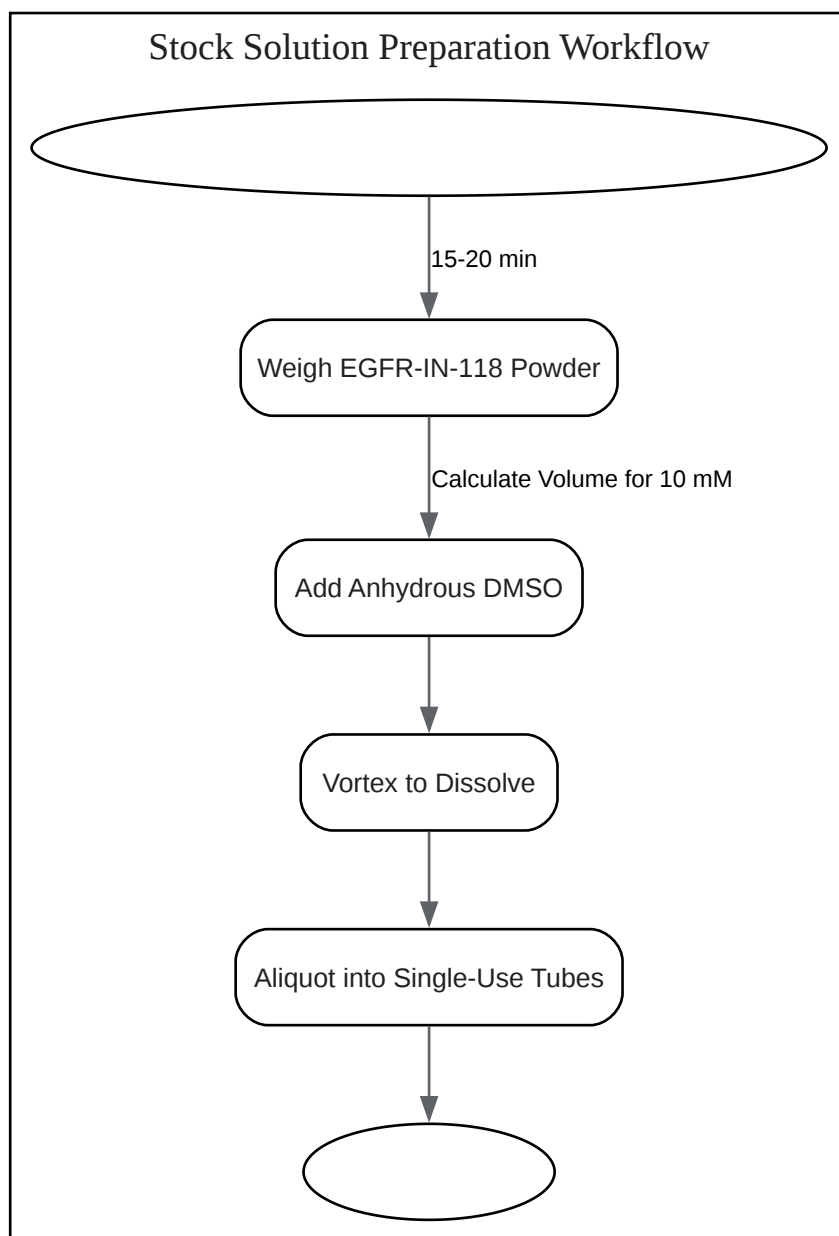 Stock Solution Preparation Workflow
15-20 min
Weigh EGFR-IN-118 Powder
Calculate Volume for 10 mM
Add Anhydrous DMSO
Vortex to Dissolve
Aliquot into Single-Use Tubes